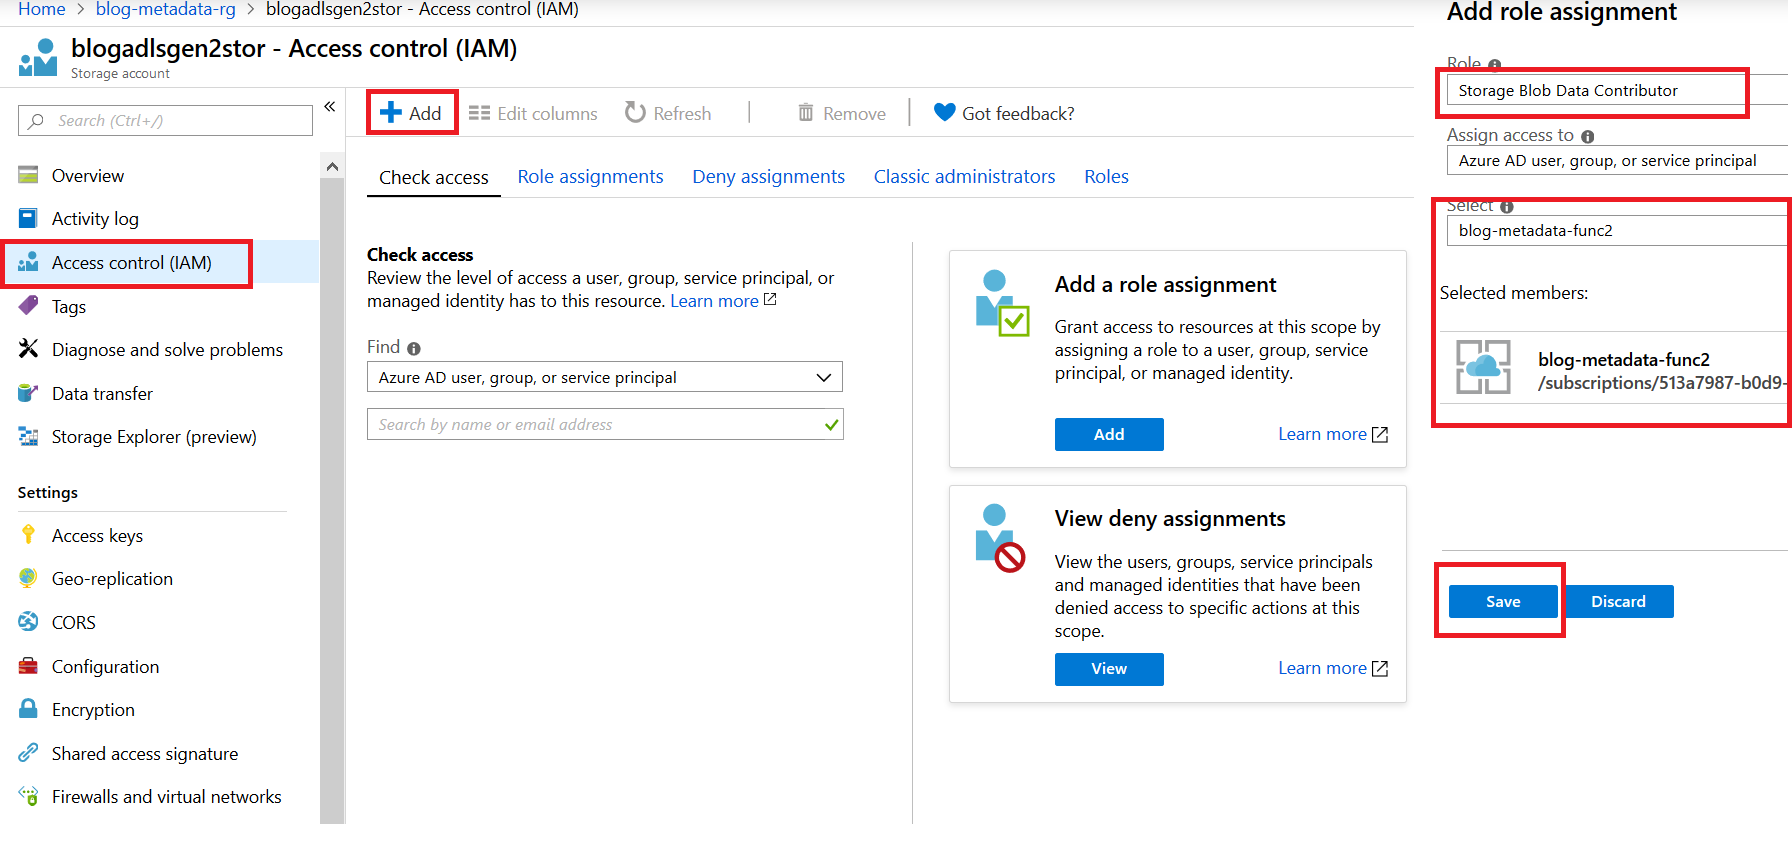 Home > blog-metadata-rg > blogadlsgen2stor - Access control (IAM)
blogadlsgen2stor - Access control (IAM)
Storage account
Search (Ctrl+/)
Overview
Activity log
Access control (IAM)
Tags
Diagnose and solve problems
Data transfer
Storage Explorer (preview)
Settings
Access keys
Geo-replication
CORS
Configuration
Encryption
Shared access signature
Firewalls and virtual networks
Add
Edit columns
Refresh
Remove
Got feedback?
Check access
Role assignments
Deny assignments
Classic administrators
Roles
Check access
Review the level of access a user, group, service principal, or
managed identity has to this resource. Learn more
Find
Azure AD user, group, or service principal
Search by name or email address
Add a role assignment
Grant access to resources at this scope by
assigning a role to a user, group, service
principal, or managed identity.
Add
Learn more
View deny assignments
View the users, groups, service principals
and managed identities that have been
denied access to specific actions at this
scope.
View
Learn more
Add role assignment
Role
Storage Blob Data Contributor
Assign access to
Azure AD user, group, or service principal
Select
blog-metadata-func2
Selected members:
blog-metadata-func2
/subscriptions/513a7987-b0d9-
Save
Discard